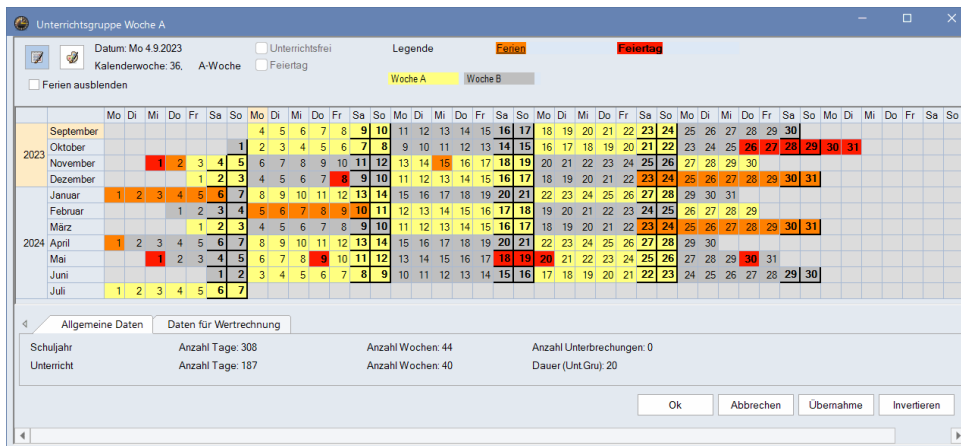 Unterrichtsgruppe Woche A
Datum: Mo 4.9.2023 Unterrichtsfrei Legende Ferien Feiertag
Kalenderwoche: 36, A-Woche Feiertag
Woche A Woche B
Ferien ausblenden
Mo Di Mi Do Fr Sa So Mo Di Mi Do Fr Sa So Mo Di Mi Do Fr Sa So Mo Di Mi Do Fr Sa So Mo Di Mi Do Fr Sa So Mo Di Mi Do Fr Sa So
September 4 5 6 7 8 9 10 11 12 13 14 15 16 17 18 19 20 21 22 23 24 25 26 27 28 29 30
Oktober 1 2 3 4 5 6 7 8 9 10 11 12 13 14 15 16 17 18 19 20 21 22 23 24 25 26 27 28 29 30 31
2023 November 1 2 3 4 5 6 7 8 9 10 11 12 13 14 15 16 17 18 19 20 21 22 23 24 25 26 27 28 29 30
Dezember 1 2 3 4 5 6 7 8 9 10 11 12 13 14 15 16 17 18 19 20 21 22 23 24 25 26 27 28 29 30 31
Januar 1 2 3 4 5 6 7 8 9 10 11 12 13 14 15 16 17 18 19 20 21 22 23 24 25 26 27 28 29 30 31
Februar 1 2 3 4 5 6 7 8 9 10 11 12 13 14 15 16 17 18 19 20 21 22 23 24 25 26 27 28 29
März 1 2 3 4 5 6 7 8 9 10 11 12 13 14 15 16 17 18 19 20 21 22 23 24 25 26 27 28 29 30 31
2024 April 1 2 3 4 5 6 7 8 9 10 11 12 13 14 15 16 17 18 19 20 21 22 23 24 25 26 27 28 29 30
Mai 1 2 3 4 5 6 7 8 9 10 11 12 13 14 15 16 17 18 19 20 21 22 23 24 25 26 27 28 29 30 31
Juni 1 2 3 4 5 6 7 8 9 10 11 12 13 14 15 16 17 18 19 20 21 22 23 24 25 26 27 28 29 30
Juli 1 2 3 4 5 6 7
Allgemeine Daten Daten für Wertrechnung
Schuljahr Anzahl Tage: 308 Anzahl Wochen: 44 Anzahl Unterbrechungen: 0
Unterricht Anzahl Tage: 187 Anzahl Wochen: 40 Dauer (Unt.Gru): 20
Ok Abbrechen Übernahme Invertieren